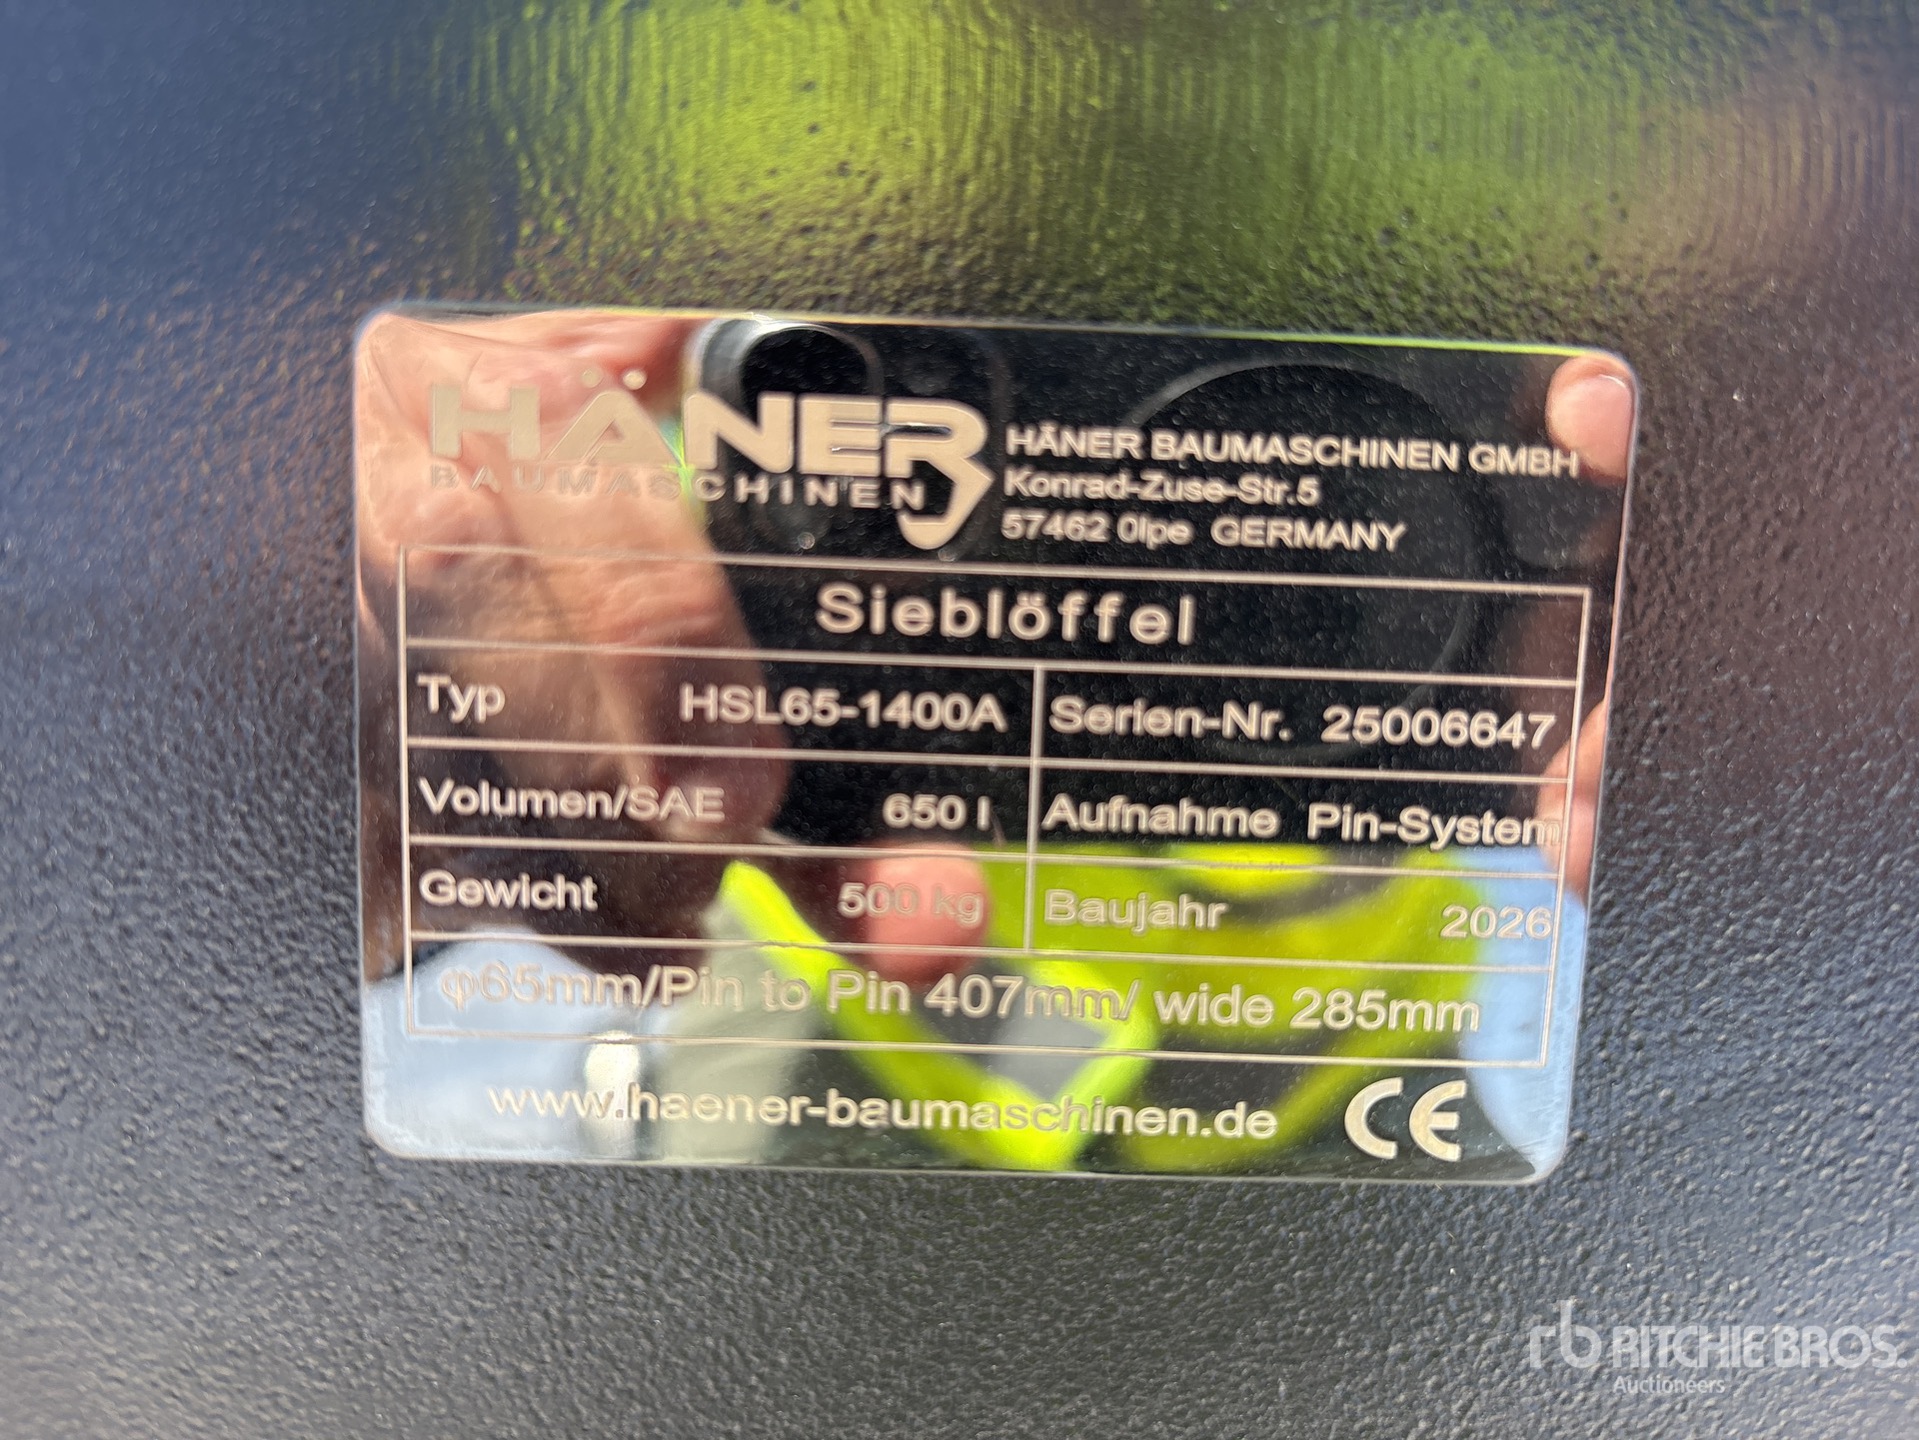 HÄNER
BAUMASCHINEN
HÄNER BAUMASCHINEN GMBH
Konrad-Zuse-Str.5
57462 0lpe GERMANY
Sieblöffel
Typ HSL65-1400A Serien-Nr. 25006647
Volumen/SAE 650 l Aufnahme Pin-System
Gewicht 500 kg Baujahr 2026
φ65mm/Pin to Pin 407mm/ wide 285mm
www.haener-baumaschinen.de CE
rb RITCHIE BROS.
Auctioneers